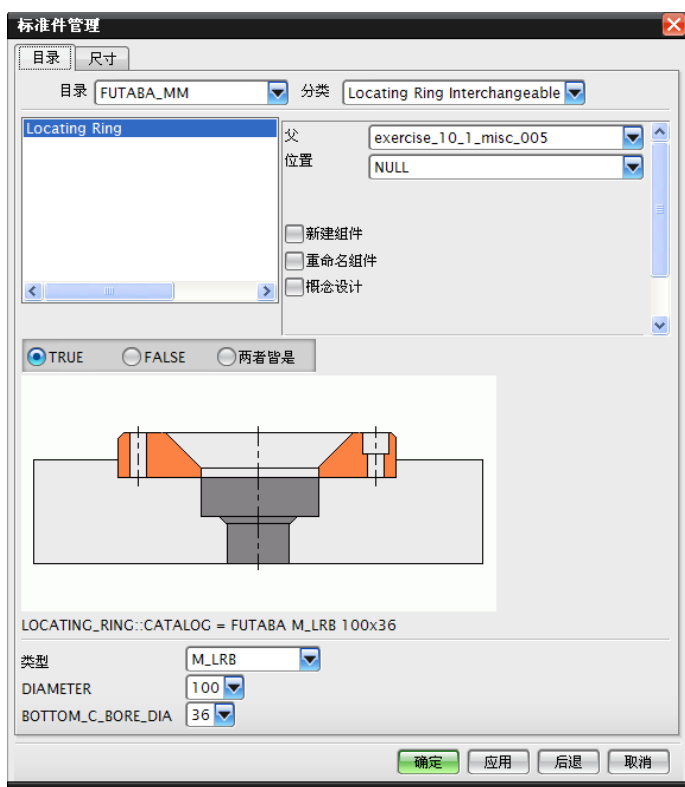 标准件管理
目录 尺寸
目录 FUTABA_MM 分类 Locating Ring Interchangeable
Locating Ring
父 exercise_10_1_misc_005
位置 NULL
新建组件
重命名组件
概念设计
TRUE FALSE 两者皆是
LOCATING_RING::CATALOG = FUTABA M_LRB 100x36
类型 M_LRB
DIAMETER 100
BOTTOM_C_BORE_DIA 36
确定 应用 后退 取消